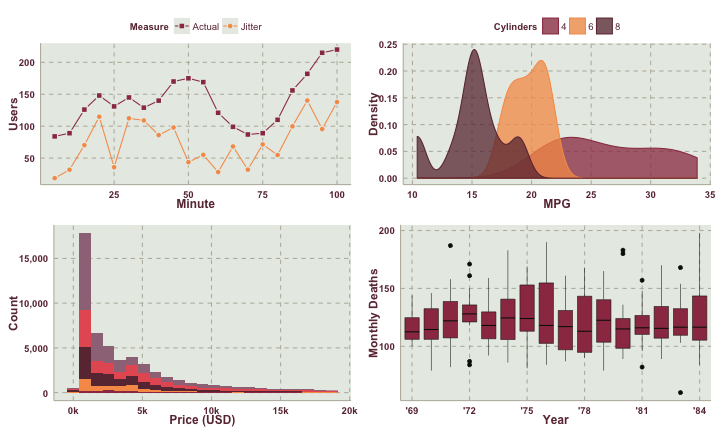 Measure Actual Jitter
Users
200
150
100
50
25 50 75 100
Minute
Cylinders 4 6 8
Density
0.25
0.20
0.15
0.10
0.05
0.00
10 15 20 25 30 35
MPG
Count
15,000
10,000
5,000
0
0k 5k 10k 15k 20k
Price (USD)
Monthly Deaths
200
150
100
'69 '72 '75 '78 '81 '84
Year